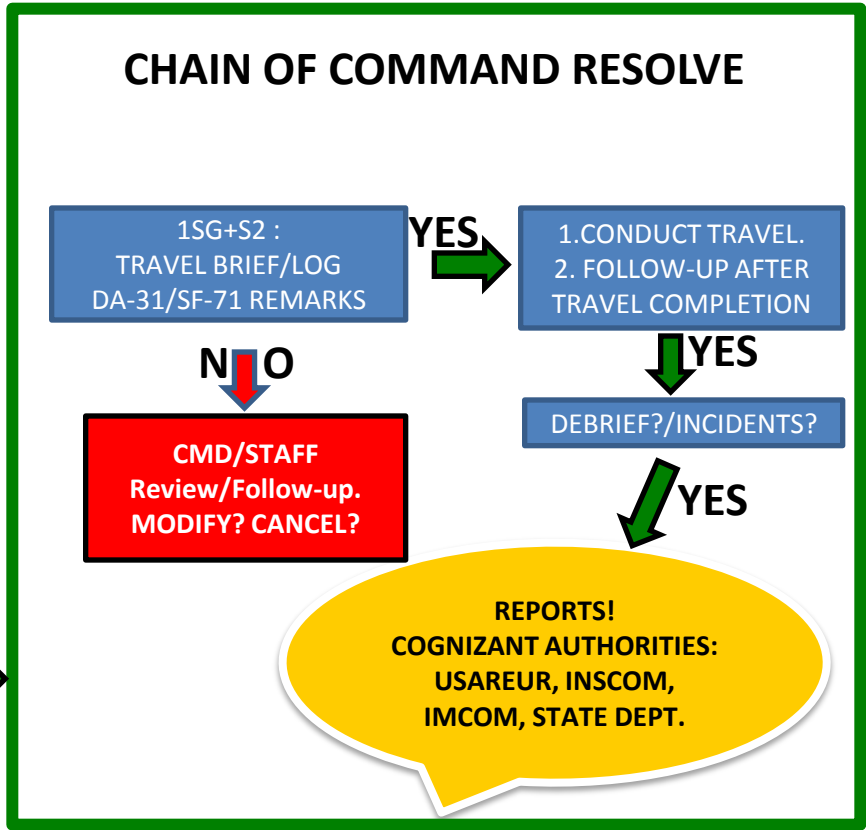 CHAIN OF COMMAND RESOLVE
1SG+S2 :
TRAVEL BRIEF/LOG
DA-31/SF-71 REMARKS
YES
1.CONDUCT TRAVEL.
2. FOLLOW-UP AFTER
TRAVEL COMPLETION
NO
YES
CMD/STAFF
Review/Follow-up.
MODIFY? CANCEL?
DEBRIEF?/INCIDENTS?
YES
REPORTS!
COGNIZANT AUTHORITIES:
USAREUR, INSCOM,
IMCOM, STATE DEPT.